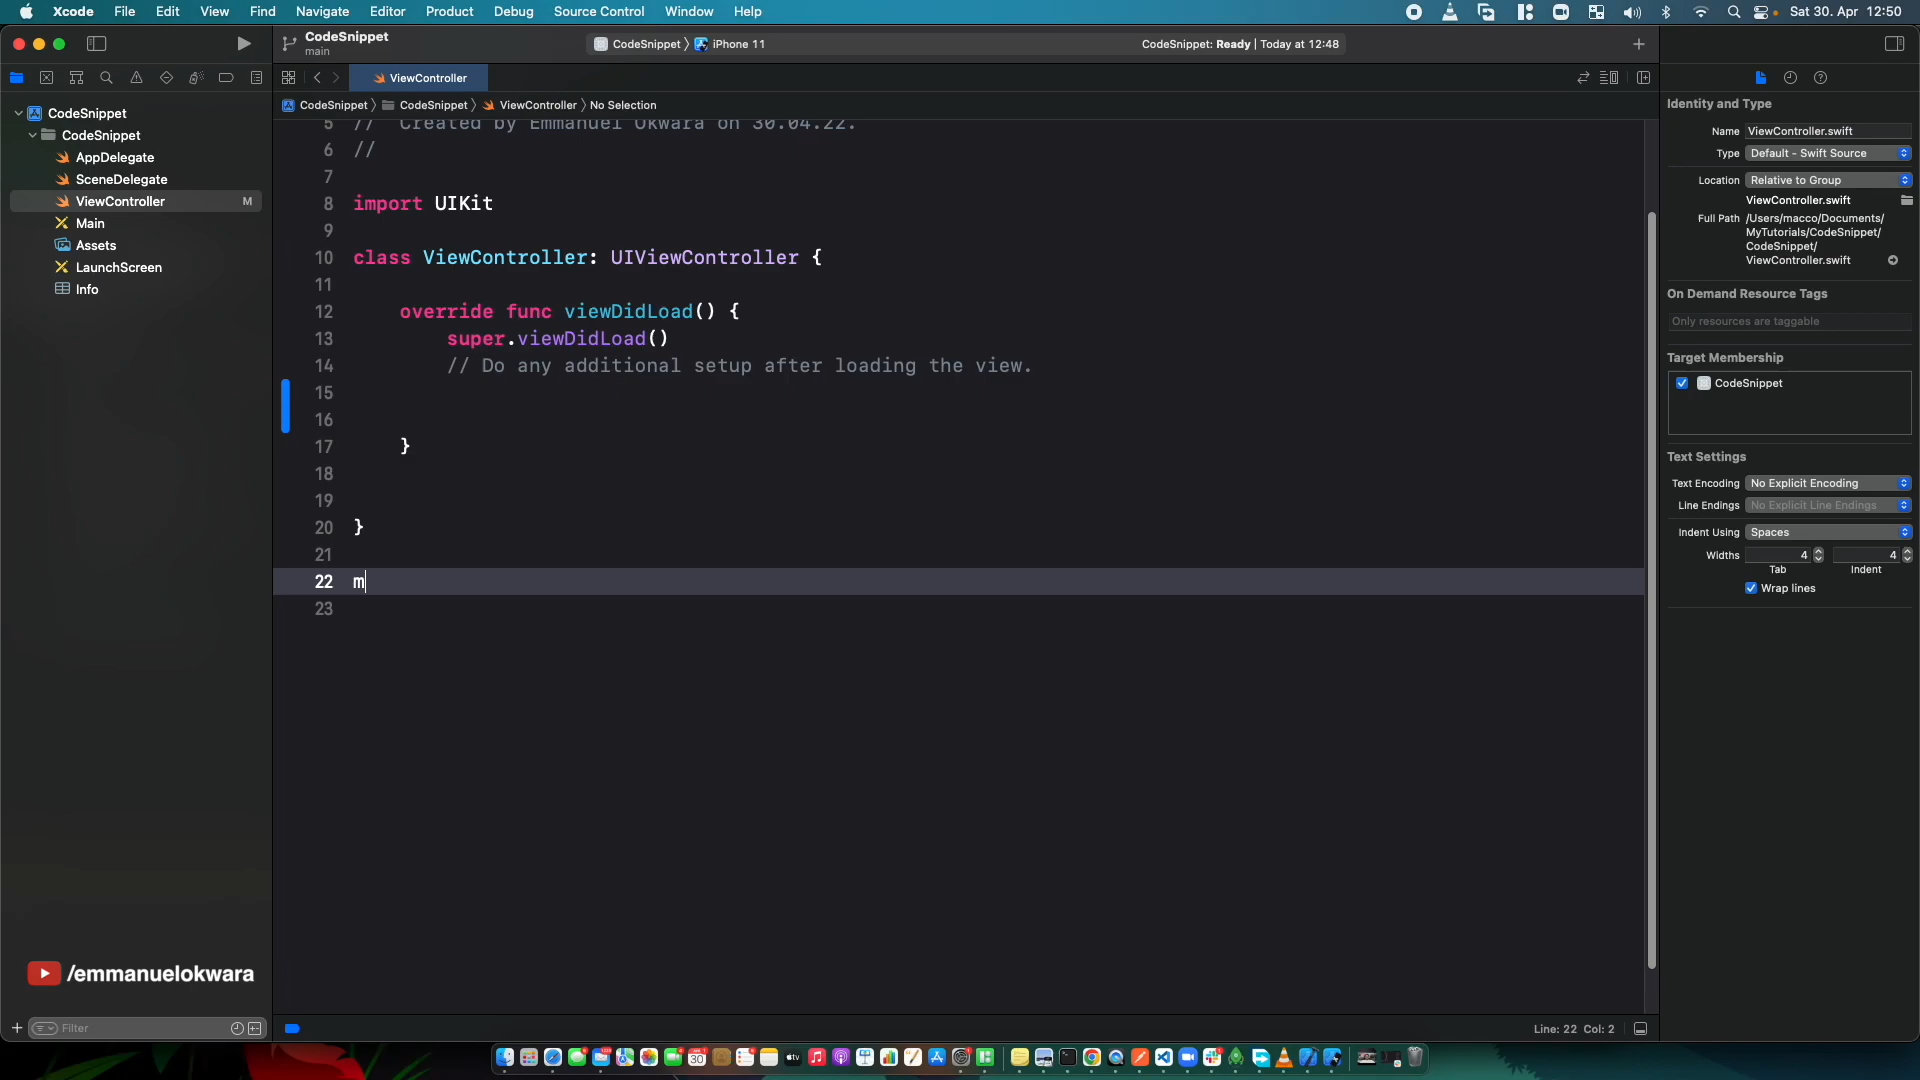 Xcode File Edit View Find Navigate Editor Product Debug Source Control Window Help
Sat 30. Apr 12:50
CodeSnippet
main
CodeSnippet iPhone 11
CodeSnippet: Ready | Today at 12:48
ViewController
CodeSnippet CodeSnippet ViewController No Selection
CodeSnippet
CodeSnippet
AppDelegate
SceneDelegate
ViewController M
Main
Assets
LaunchScreen
Info
5 // Created by Emmanuel Okwara on 30.04.22.
6 //
7
8 import UIKit
9
10 class ViewController: UIViewController {
11
12 override func viewDidLoad() {
13 super.viewDidLoad()
14 // Do any additional setup after loading the view.
15
16
17 }
18
19
20 }
21
22 m
23
Identity and Type
Name ViewController.swift
Type Default - Swift Source
Location Relative to Group
ViewController.swift
Full Path /Users/macco/Documents/
MyTutorials/CodeSnippet/
CodeSnippet/
ViewController.swift
On Demand Resource Tags
Only resources are taggable
Target Membership
CodeSnippet
Text Settings
Text Encoding No Explicit Encoding
Line Endings No Explicit Line Endings
Indent Using Spaces
Widths 4 4
Tab Indent
Wrap lines
/emmanuelokwara
Filter
Line: 22 Col: 2